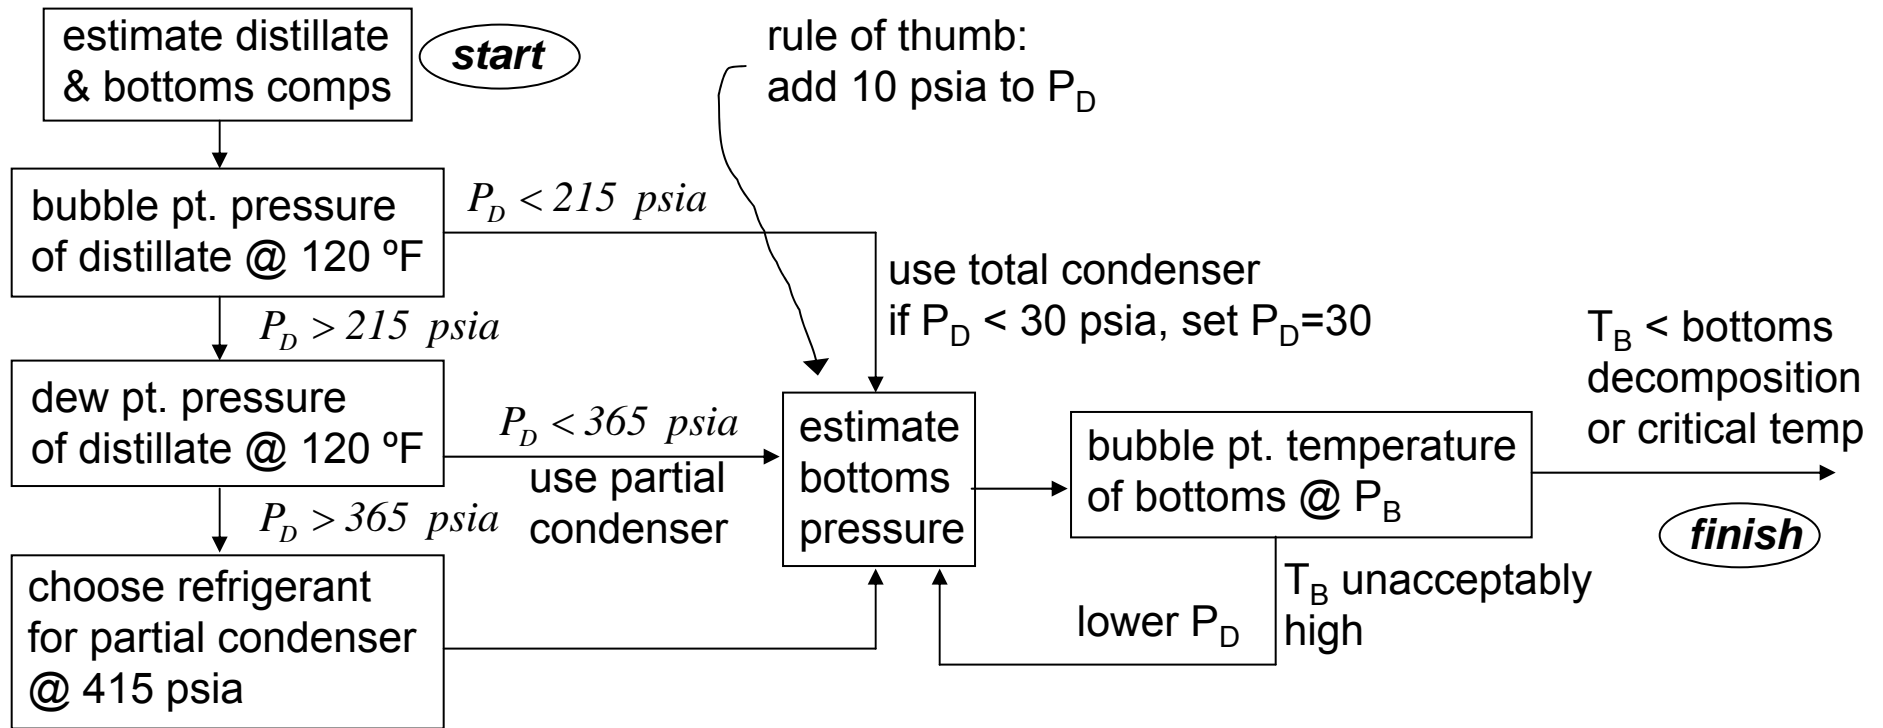 estimate distillate
& bottoms comps
start
rule of thumb:
add 10 psia to P_D
bubble pt. pressure
of distillate @ 120 ºF
P_D < 215 psia
use total condenser
if P_D < 30 psia, set P_D=30
P_D > 215 psia
dew pt. pressure
of distillate @ 120 ºF
P_D < 365 psia
use partial
condenser
P_D > 365 psia
choose refrigerant
for partial condenser
@ 415 psia
estimate
bottoms
pressure
bubble pt. temperature
of bottoms @ P_B
T_B < bottoms
decomposition
or critical temp
finish
T_B unacceptably
high
lower P_D